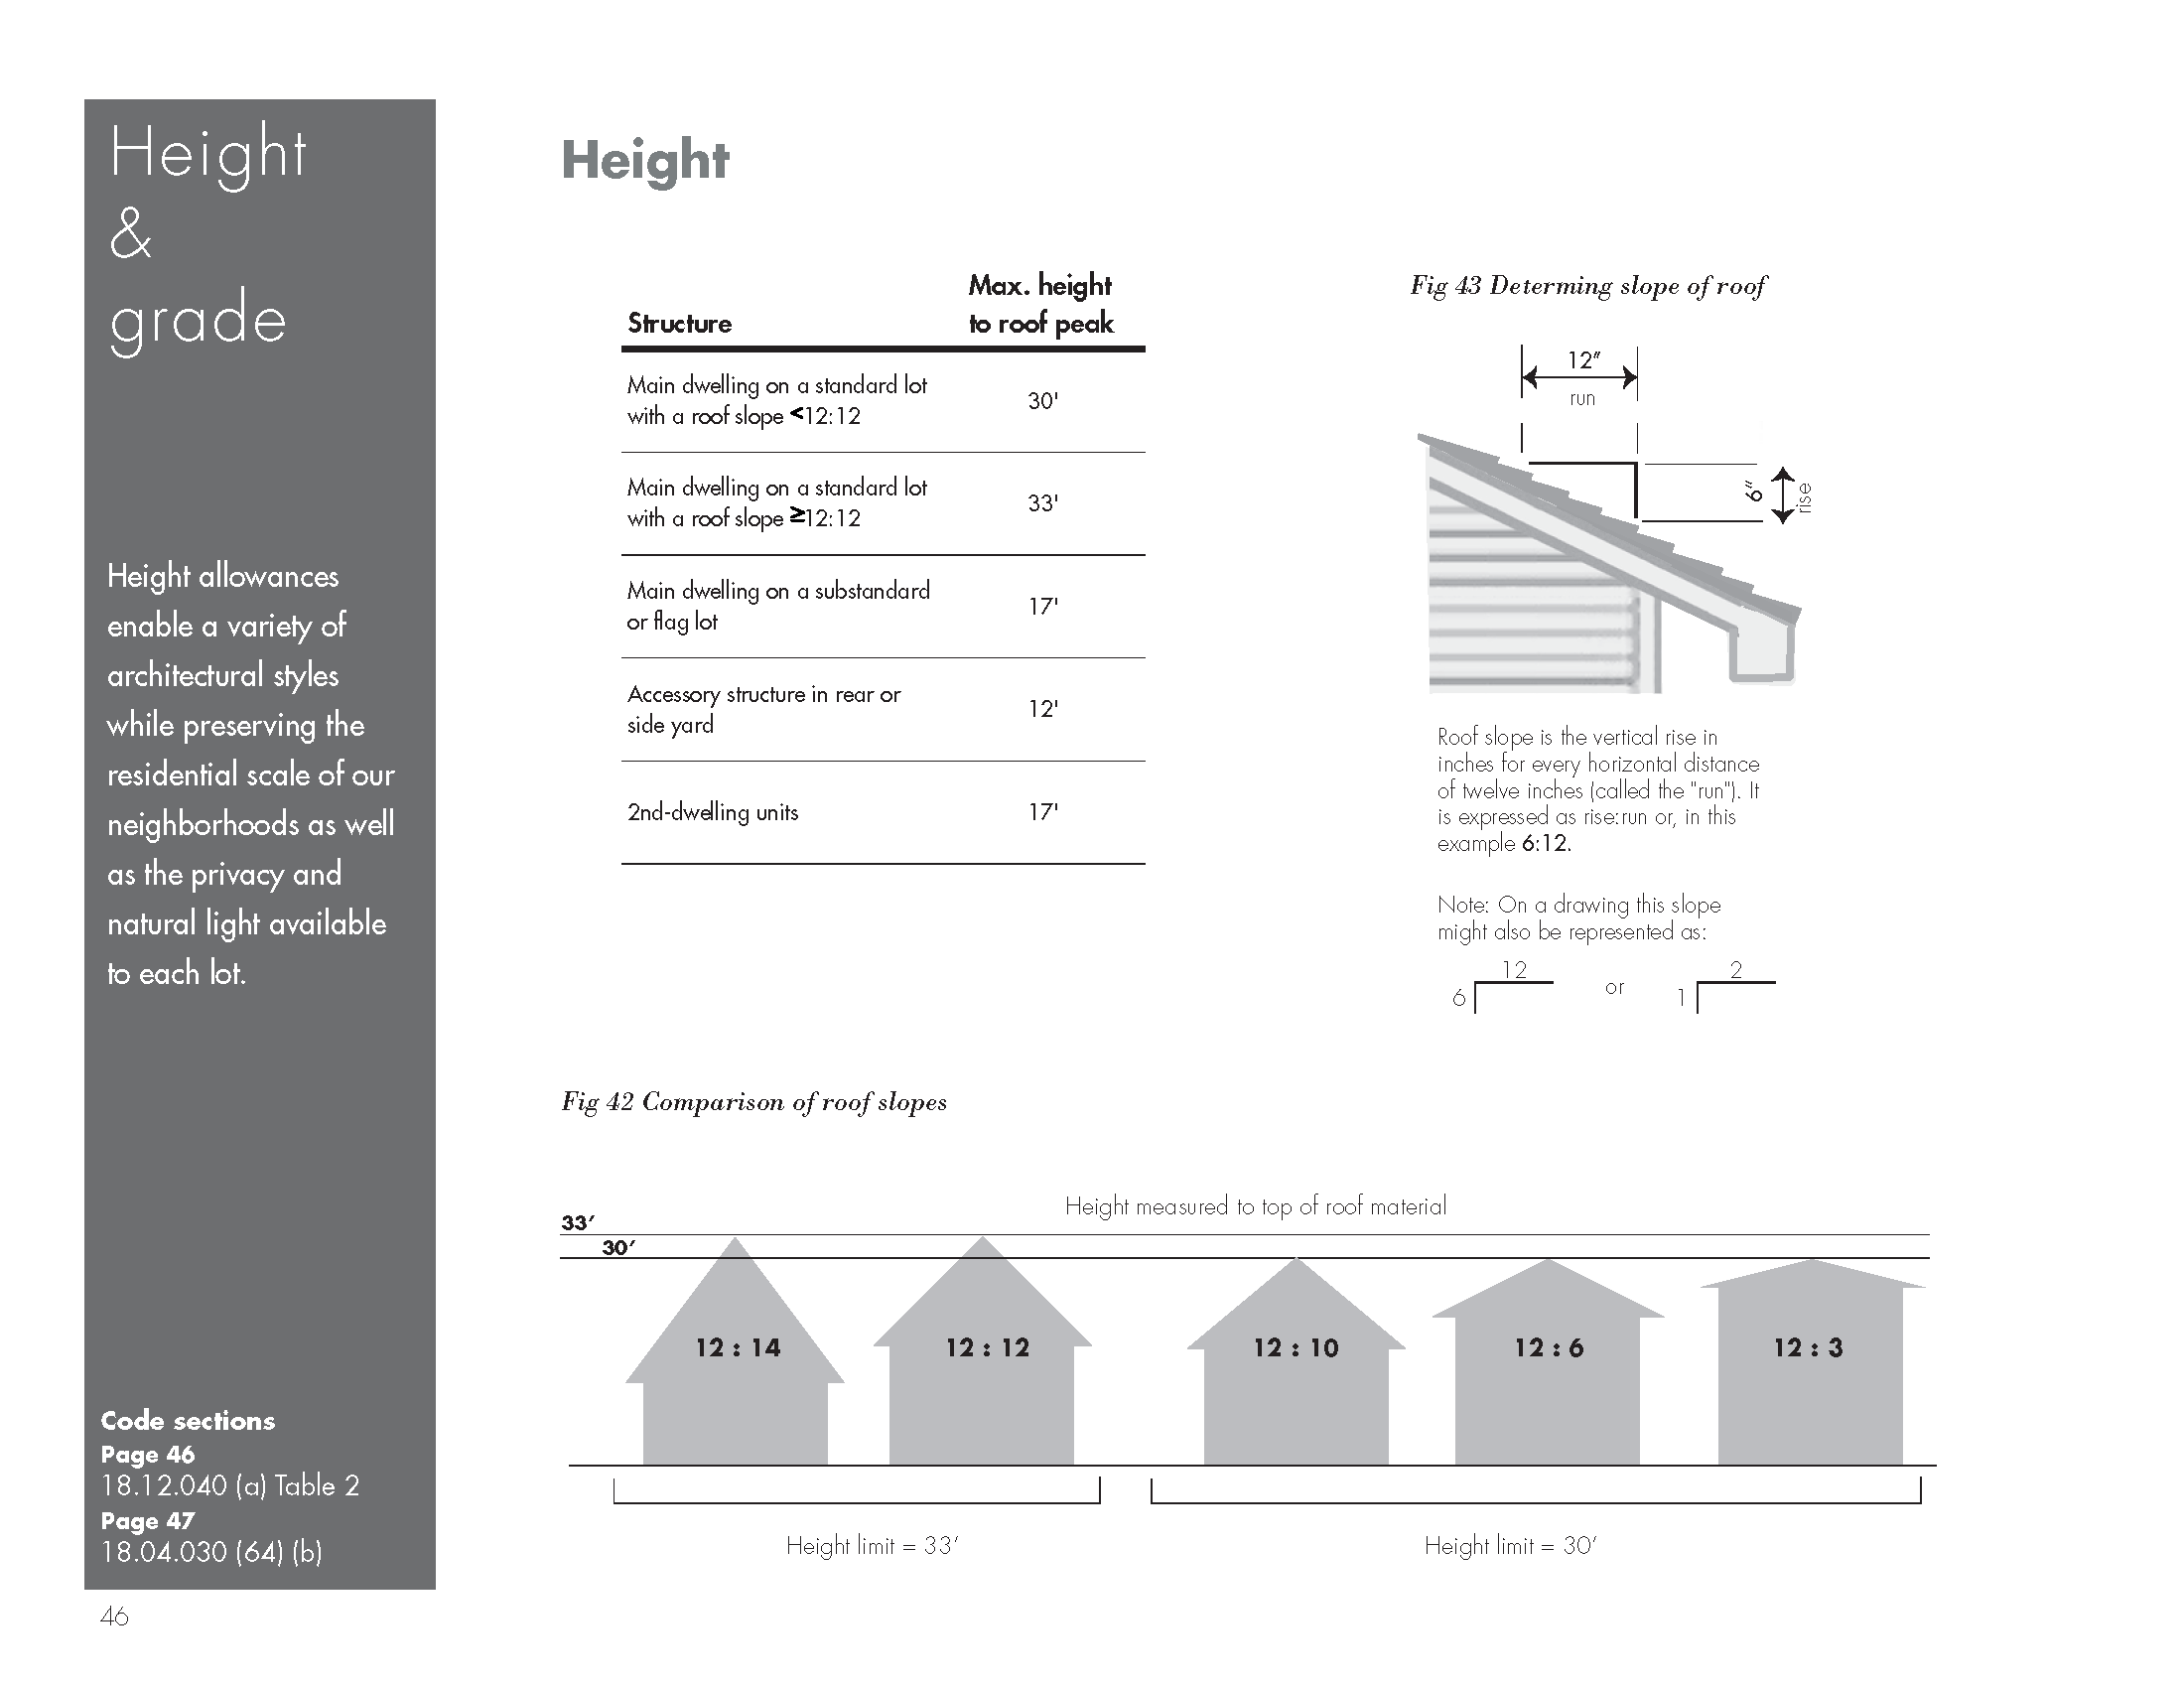 Height
&
grade
Height allowances
enable a variety of
architectural styles
while preserving the
residential scale of our
neighborhoods as well
as the privacy and
natural light available
to each lot.
Code sections
Page 46
18.12.040 (a) Table 2
Page 47
18.04.030 (64) (b)
46
Height
Structure
Max. height
to roof peak
Main dwelling on a standard lot
with a roof slope <12:12
30'
Main dwelling on a standard lot
with a roof slope ≥12:12
33'
Main dwelling on a substandard
or flag lot
17'
Accessory structure in rear or
side yard
12'
2nd-dwelling units
17'
Fig 43 Determing slope of roof
12″
run
6″
rise
Roof slope is the vertical rise in
inches for every horizontal distance
of twelve inches (called the "run"). It
is expressed as rise:run or, in this
example 6:12.
Note: On a drawing this slope
might also be represented as:
12
6
or
2
1
Fig 42 Comparison of roof slopes
Height measured to top of roof material
33′
30′
12 : 14
12 : 12
12 : 10
12 : 6
12 : 3
Height limit = 33′
Height limit = 30′